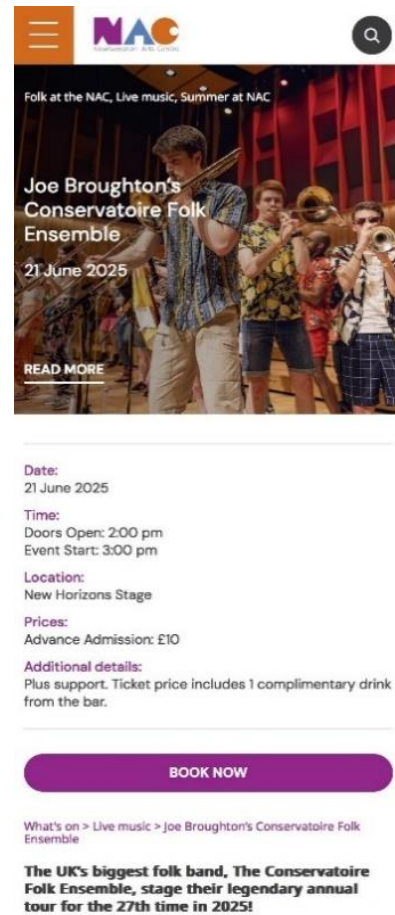 NAC
Folk at the NAC, Live music, Summer at NAC
Joe Broughton's
Conservatoire Folk
Ensemble
21 June 2025
READ MORE
Date:
21 June 2025
Time:
Doors Open: 2:00 pm
Event Start: 3:00 pm
Location:
New Horizons Stage
Prices:
Advance Admission: £10
Additional details:
Plus support. Ticket price includes 1 complimentary drink
from the bar.
BOOK NOW
What's on > Live music > Joe Broughton's Conservatoire Folk
Ensemble
The UK's biggest folk band, The Conservatoire
Folk Ensemble, stage their legendary annual
tour for the 27th time in 2025!